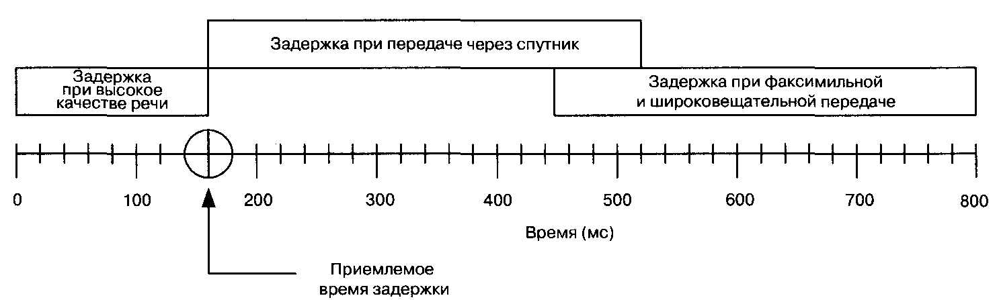 Задержка при передаче через спутник
Задержка
при высокое
качестве речи
Задержка при факсимильной
и широковещательной передаче
0 100 200 300 400 500 600 700 800
Время (мс)
Приемлемое
время задержки